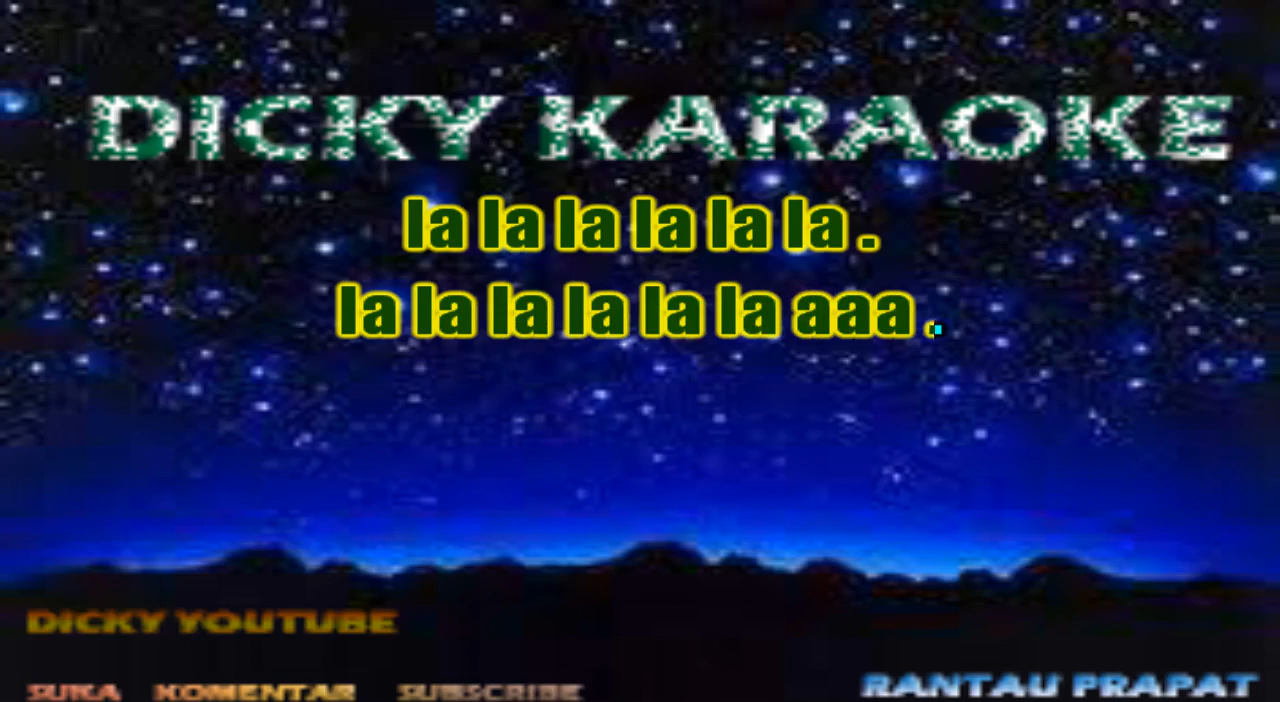 DICKY KARAOKE
la la la la la la .
la la la la la la aaa .
DICKY YOUTUBE
SUKA KOMENTAR SUBSCRIBE
RANTAU PRAPAT